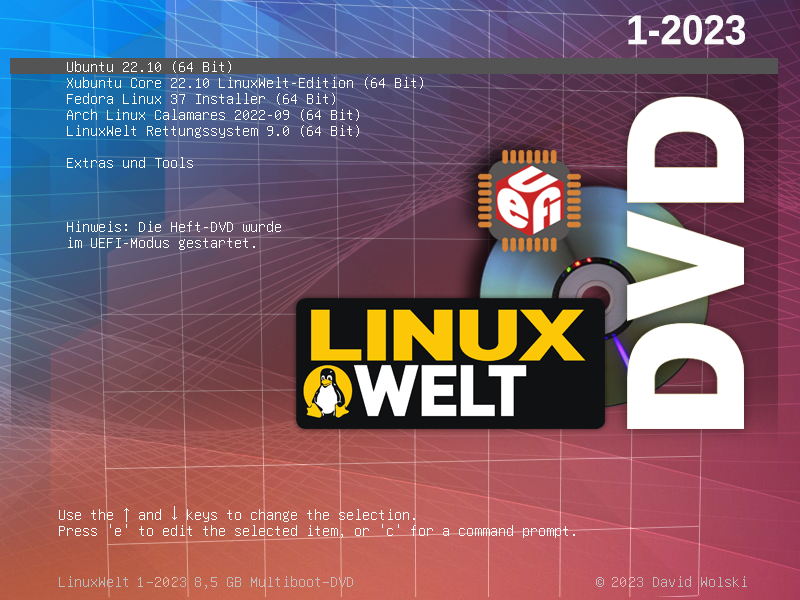 1-2023
Ubuntu 22.10 (64 Bit)
Xubuntu Core 22.10 LinuxWelt-Edition (64 Bit)
Fedora Linux 37 Installer (64 Bit)
Arch Linux Calamares 2022-09 (64 Bit)
LinuxWelt Rettungssystem 9.0 (64 Bit)
Extras und Tools
Hinweis: Die Heft-DVD wurde
im UEFI-Modus gestartet.
uefi
DVD
LINUX
WELT
Use the ↑ and ↓ keys to change the selection.
Press 'e' to edit the selected item, or 'c' for a command prompt.
LinuxWelt 1-2023 8,5 GB Multiboot-DVD
© 2023 David Wolski